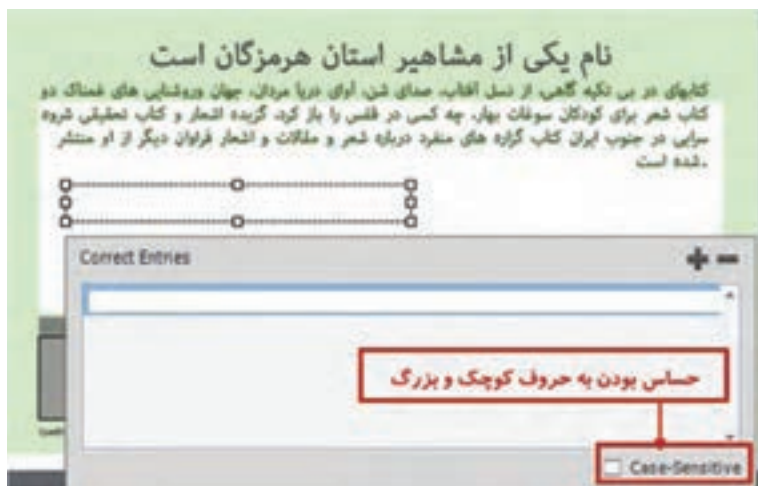 نام یکی از مشاهیر استان هرمزگان است
کتابهای در بی تکیه گاهی، از نسل آفتاب، صدای شن، آوای دریا مردان، جهان وروشنایی های غمناک دو
کتاب شعر برای کودکان سوغات بهار، چه کسی در قفس را باز کرد، گزیده اشعار و کتاب تحقیقی شروه
سرایی در جنوب ایران کتاب گزاره های منفرد درباره شعر و مقالات و اشعار فراوان دیگر از او منتشر
شده است.
Correct Entries
حساس بودن به حروف کوچک و بزرگ
Case-Sensitive